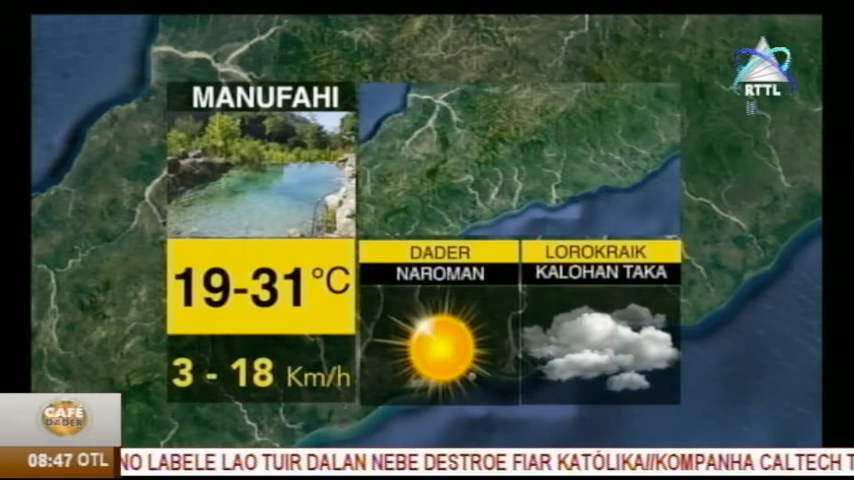 MANUFAHI
RTTL
19-31°C
3 - 18 Km/h
DADER
NAROMAN
LOROKRAIK
KALOHAN TAKA
CAFÉ
DADER
08:47 OTL
NO LABELE LAO TUIR DALAN NEBE DESTROE FIAR KATÓLIKA//KOMPANHA CALTECH T